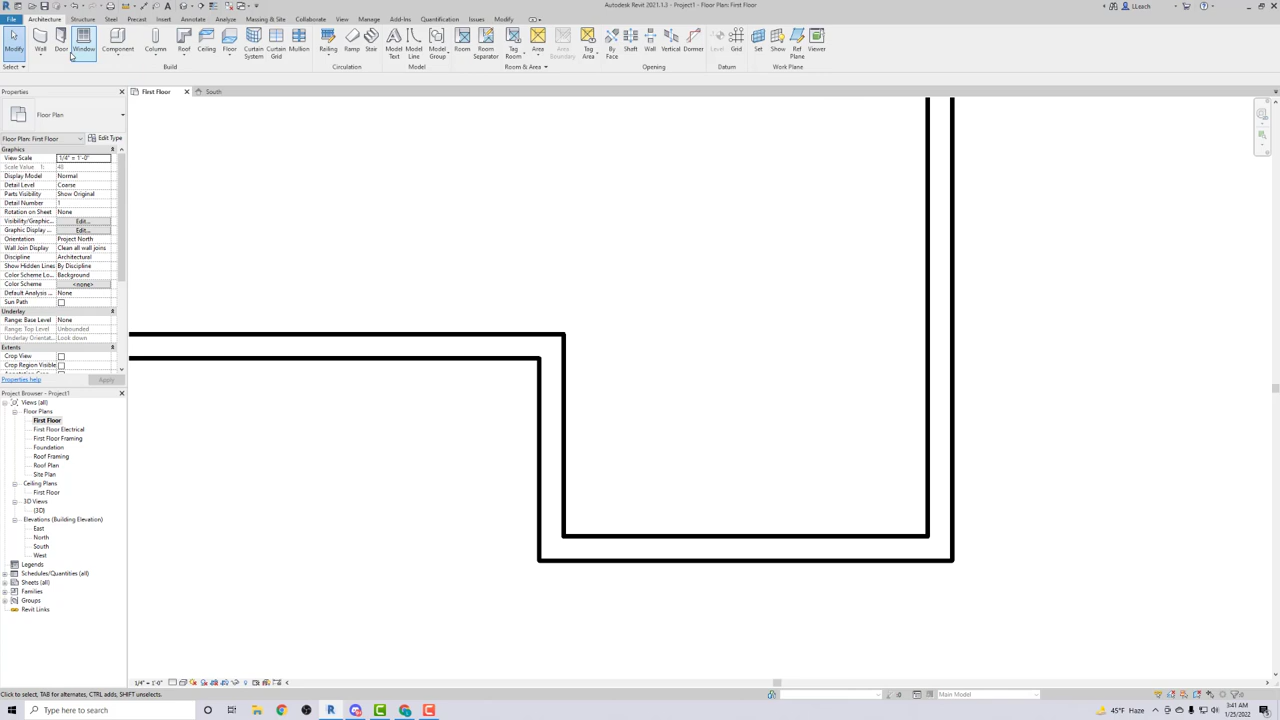 Autodesk Revit 2021.1.3 - Project1 - Floor Plan: First Floor
LLeach
File Architecture Structure Steel Precast Systems Insert Annotate Analyze Massing & Site Collaborate View Manage Add-Ins Quantification Issues Modify
Modify Wall Door Window Component Column Roof Ceiling Floor Curtain System Curtain Grid Mullion Railing Ramp Stair Model Text Model Line Model Group Room Room Separator Tag Room Area Area Boundary Tag Area By Face Shaft Wall Vertical Dormer Level Grid Set Show Ref Plane Viewer
Select Build Circulation Model Room & Area Opening Datum Work Plane
Properties
First Floor
South
Floor Plan
Floor Plan: First Floor
Edit Type
Graphics
View Scale 1/4" = 1'-0"
Scale Value 1: 48
Display Model Normal
Detail Level Coarse
Parts Visibility Show Original
Detail Number 1
Rotation on Sheet None
Visibility/Graphic... Edit...
Graphic Display ... Edit...
Orientation Project North
Wall Join Display Clean all wall joins
Discipline Architectural
Show Hidden Lines By Discipline
Color Scheme Lo... Background
Color Scheme <none>
Default Analysis ... None
Sun Path
Underlay
Range: Base Level None
Range: Top Level Unbounded
Underlay Orientat... Look down
Extents
Crop View
Crop Region Visible
Properties help
Apply
Project Browser - Project1
Views (all)
Floor Plans
First Floor
First Floor Electrical
First Floor Framing
Foundation
Roof Framing
Roof Plan
Site Plan
Ceiling Plans
First Floor
3D Views
{3D}
Elevations (Building Elevation)
East
North
South
West
Legends
Schedules/Quantities (all)
Sheets (all)
Families
Groups
Revit Links
1/4" = 1'-0"
Click to select, TAB for alternates, CTRL adds, SHIFT unselects.
:0
Main Model
:0
Type here to search
45°F Haze
3:41 AM
1/25/2022